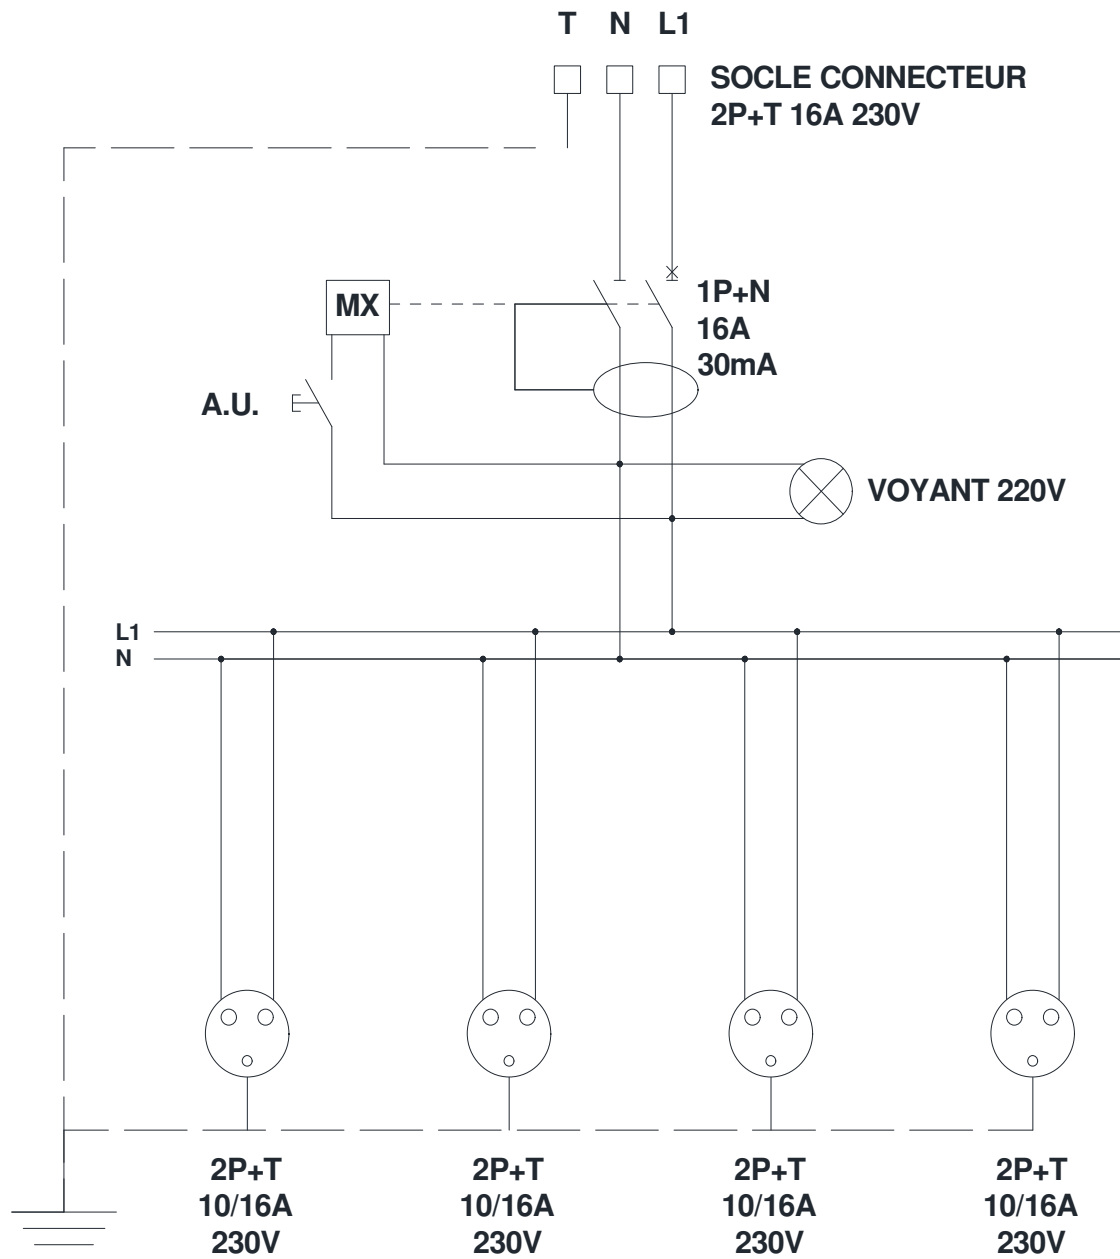 T N L1
SOCLE CONNECTEUR
2P+T 16A 230V
MX
1P+N
16A
30mA
A.U.
VOYANT 220V
L1
N
2P+T 2P+T 2P+T 2P+T
10/16A 10/16A 10/16A 10/16A
230V 230V 230V 230V